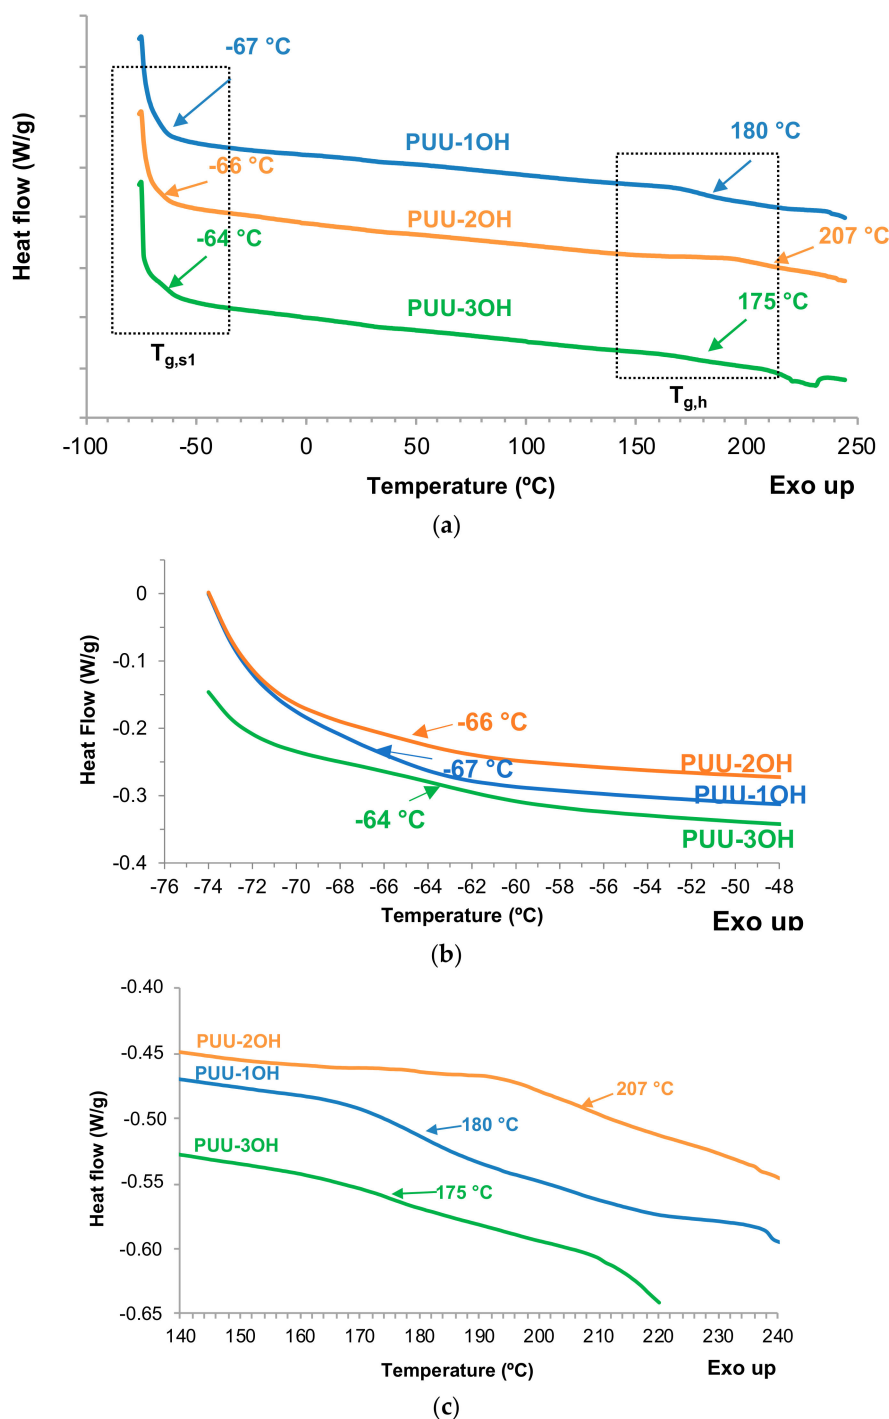 -67 °C
PUU-1OH
180 °C
-66 °C
PUU-2OH
207 °C
-64 °C
PUU-3OH
175 °C
Heat flow (W/g)
Tg,s1
Tg,h
-100 -50 0 50 100 150 200 250
Temperature (ºC)
Exo up
(a)
0
-0.1
-0.2
-0.3
-0.4
Heat Flow (W/g)
-66 °C
-67 °C
-64 °C
PUU-2OH
PUU-1OH
PUU-3OH
-76 -74 -72 -70 -68 -66 -64 -62 -60 -58 -56 -54 -52 -50 -48
Temperature (ºC)
Exo up
(b)
-0.40
-0.45
-0.50
-0.55
-0.60
-0.65
Heat flow (W/g)
PUU-2OH
PUU-1OH
PUU-3OH
207 °C
180 °C
175 °C
140 150 160 170 180 190 200 210 220 230 240
Temperature (ºC)
Exo up
(c)